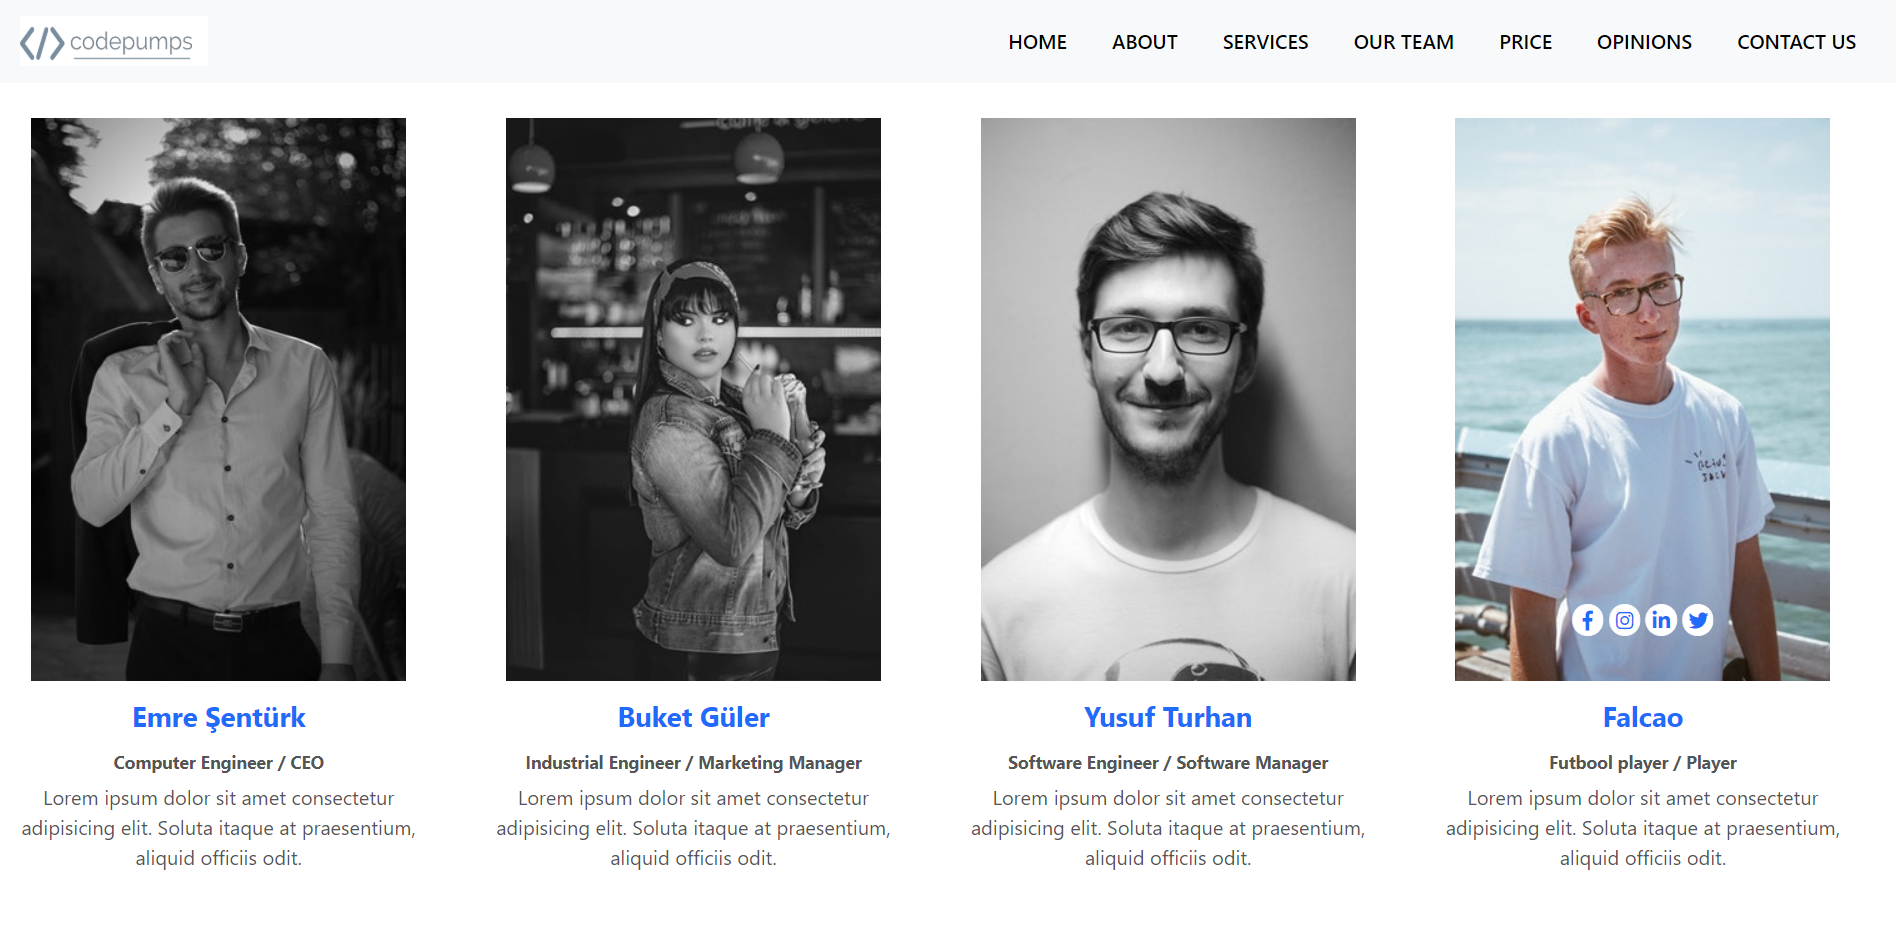 codepumps
HOME ABOUT SERVICES OUR TEAM PRICE OPINIONS CONTACT US
Emre Şentürk
Computer Engineer / CEO
Lorem ipsum dolor sit amet consectetur
adipisicing elit. Soluta itaque at praesentium,
aliquid officiis odit.
Buket Güler
Industrial Engineer / Marketing Manager
Lorem ipsum dolor sit amet consectetur
adipisicing elit. Soluta itaque at praesentium,
aliquid officiis odit.
Yusuf Turhan
Software Engineer / Software Manager
Lorem ipsum dolor sit amet consectetur
adipisicing elit. Soluta itaque at praesentium,
aliquid officiis odit.
Falcao
Futbool player / Player
Lorem ipsum dolor sit amet consectetur
adipisicing elit. Soluta itaque at praesentium,
aliquid officiis odit.